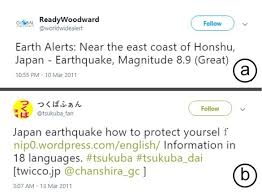 ReadyWoodward
@worldwidealert
Follow
Earth Alerts: Near the east coast of Honshu,
Japan - Earthquake, Magnitude 8.9 (Great)
10:55 PM - 10 Mar 2011
a
つくばふぁん
@tsukuba_fan
Follow
Japan earthquake how to protect yoursel f
nip0.wordpress.com/english/ Information in
18 languages. #tsukuba #tsukuba_dai
[twicco.jp @chanshira_gc ]
3:07 AM - 13 Mar 2011
b